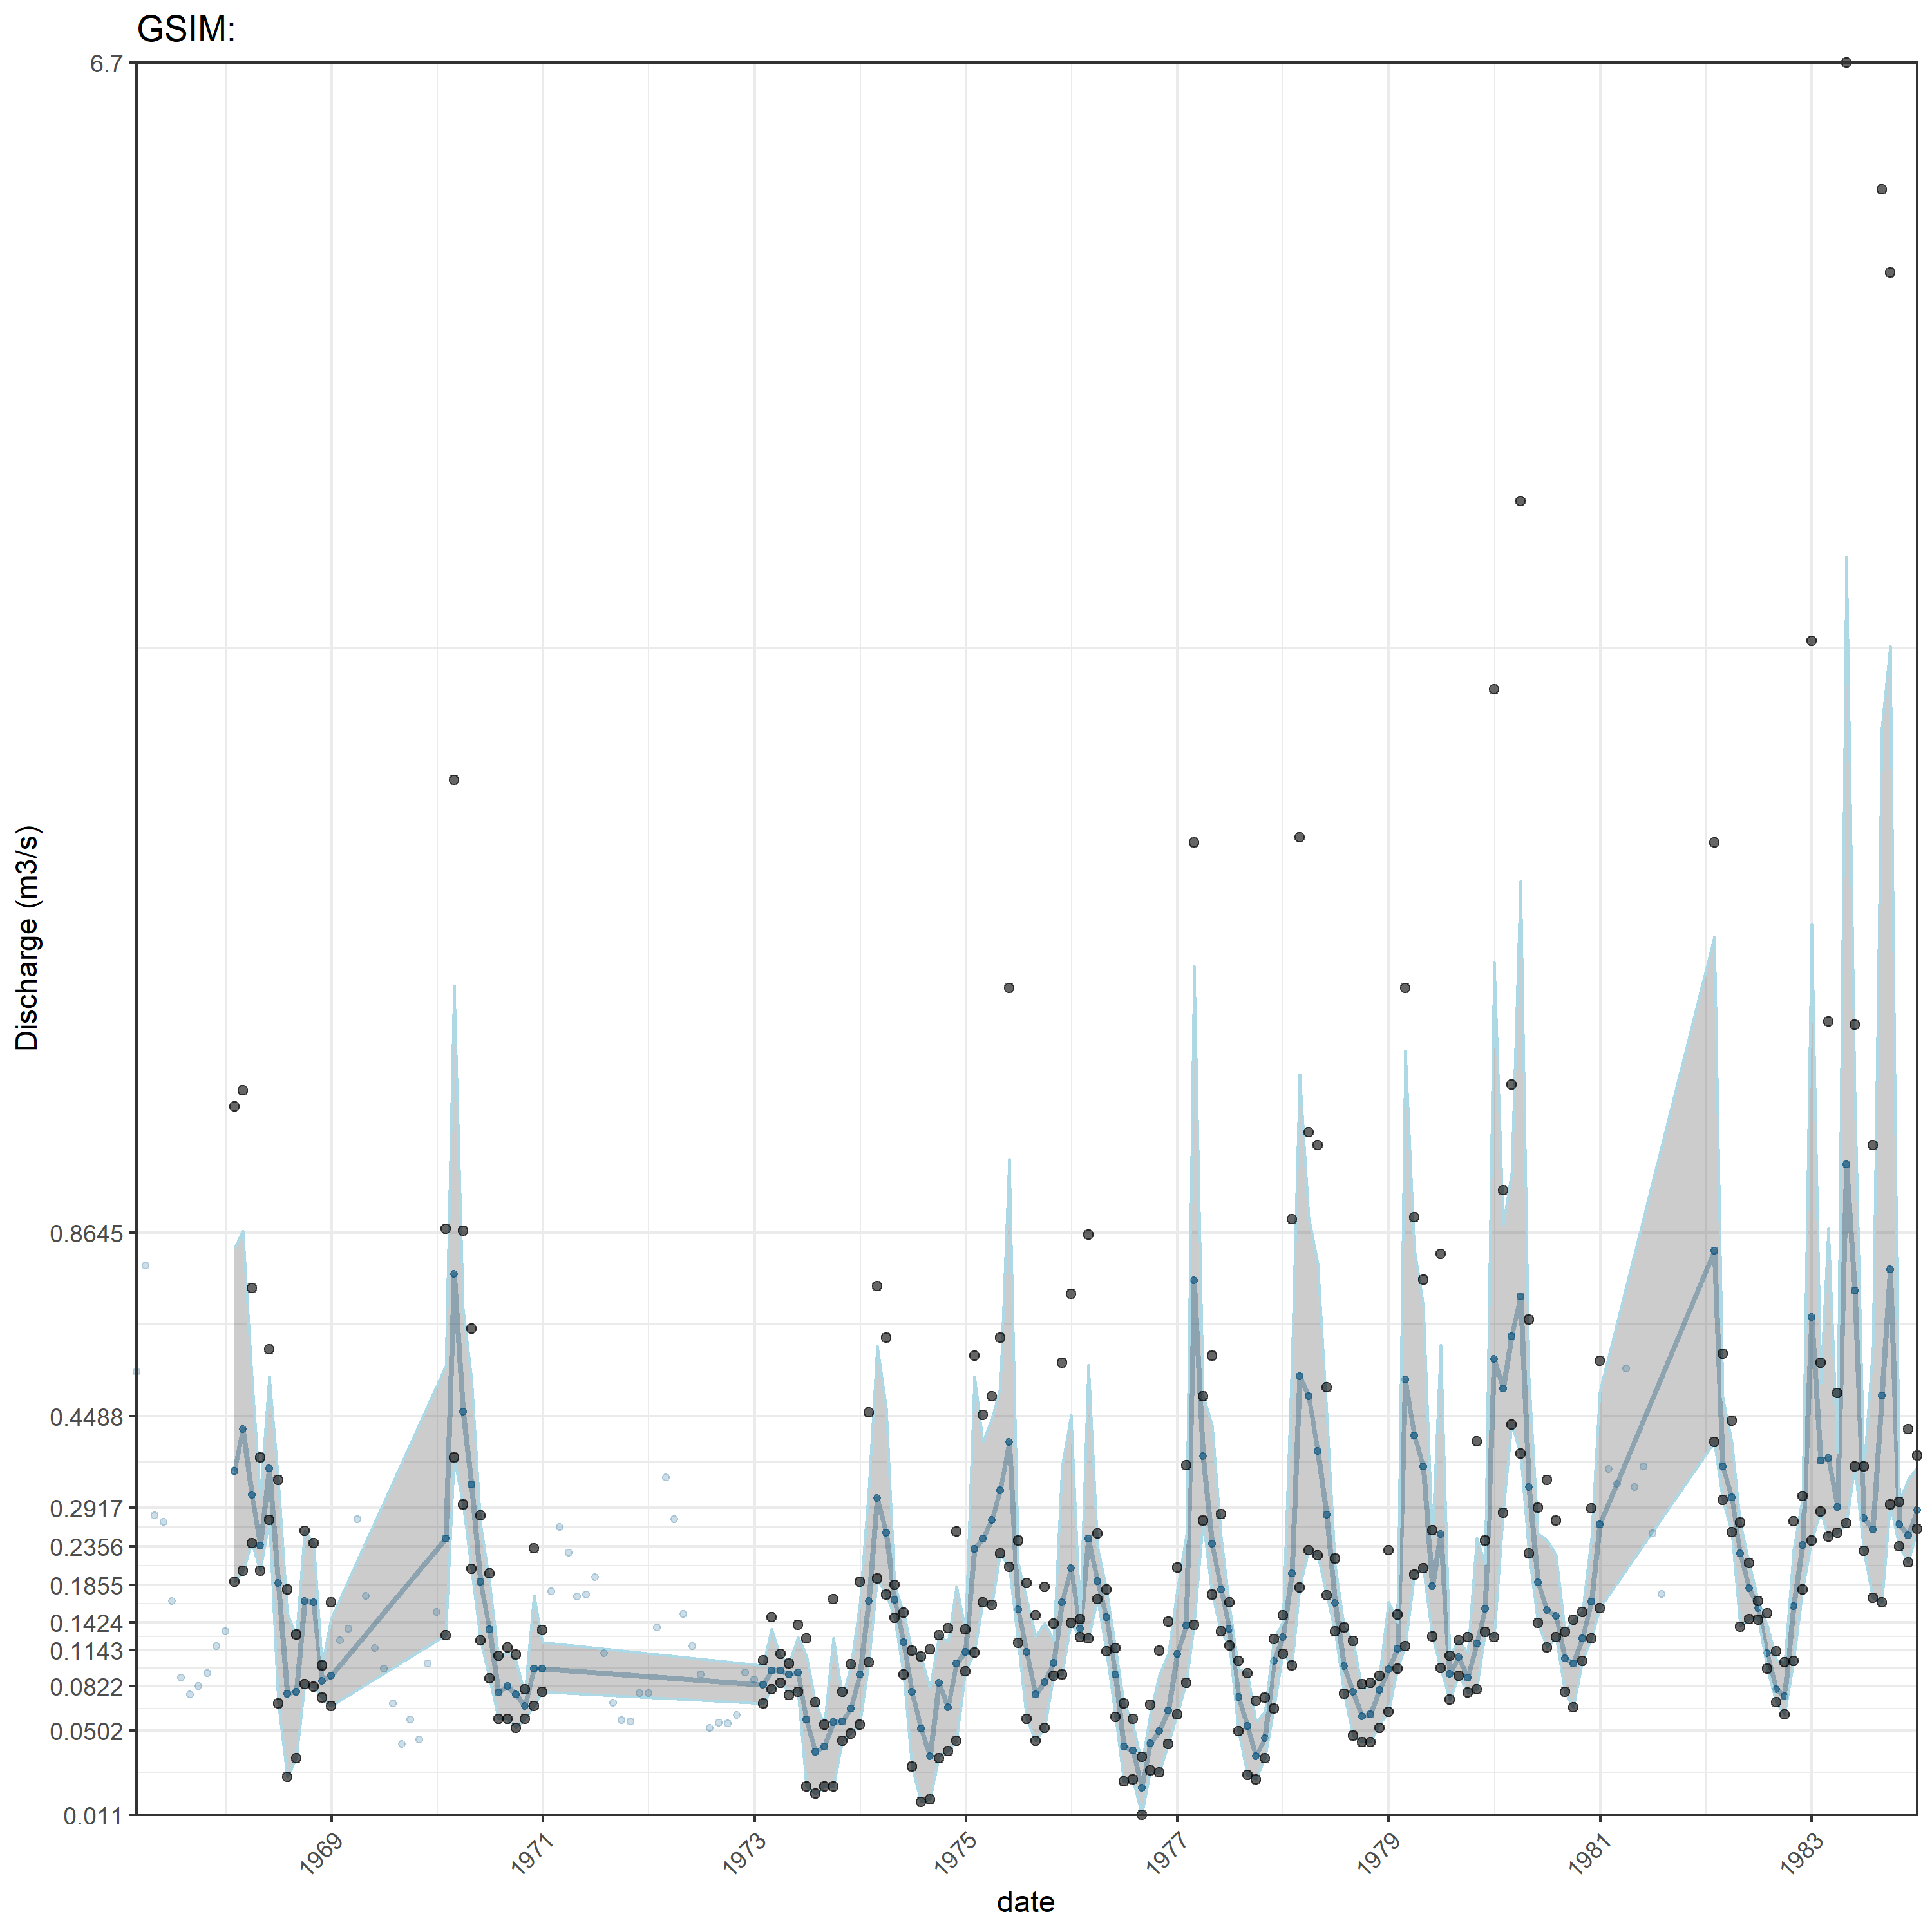 GSIM:
6.7
0.8645
0.4488
0.2917
0.2356
0.1855
0.1424
0.1143
0.0822
0.0502
0.011
Discharge (m3/s)
1969 1971 1973 1975 1977 1979 1981 1983
date